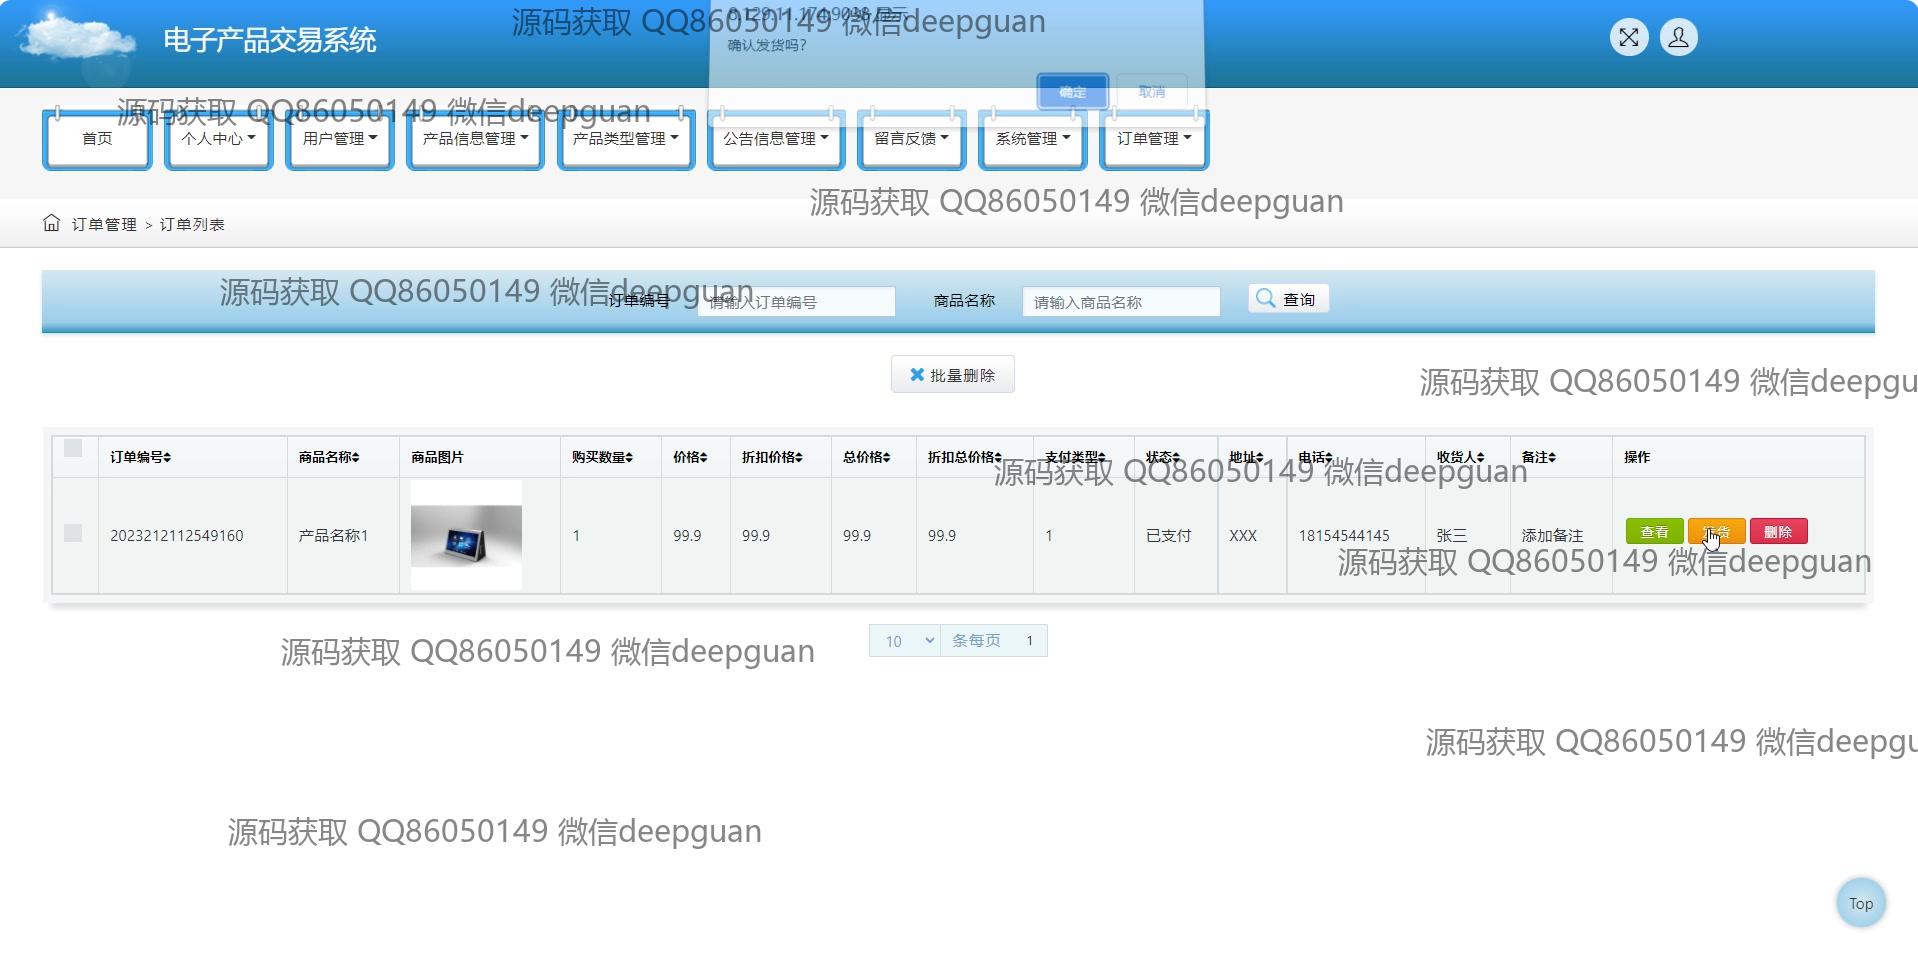 源码获取 QQ86050149 微信deepguan
电子产品交易系统
确认发货吗?
确定 取消
源码获取 QQ86050149 微信deepguan
首页 个人中心 用户管理 产品信息管理 产品类型管理 公告信息管理 留言反馈 系统管理 订单管理
源码获取 QQ86050149 微信deepguan
订单管理 > 订单列表
源码获取 QQ86050149 微信deepguan
订单编号 请输入订单编号 商品名称 请输入商品名称 查询
批量删除
源码获取 QQ86050149 微信deepgu
订单编号 商品名称 商品图片 购买数量 价格 折扣价格 总价格 折扣总价格 支付类型 状态 地址 电话 收货人 备注 操作
源码获取 QQ86050149 微信deepguan
2023212112549160 产品名称1 1 99.9 99.9 99.9 99.9 1 已支付 XXX 18154544145 张三 添加备注 查看 删除
源码获取 QQ86050149 微信deepguan
10 条每页 1
源码获取 QQ86050149 微信deepguan
源码获取 QQ86050149 微信deepgu
源码获取 QQ86050149 微信deepguan
Top